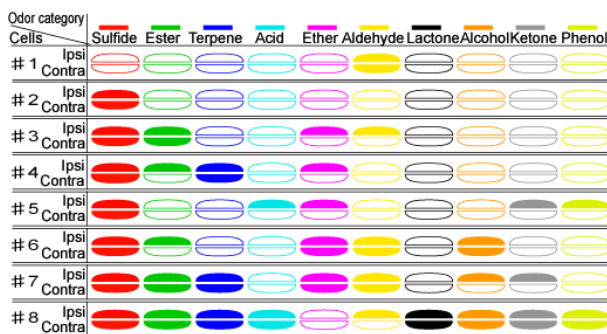 Odor category
Cells Sulfide Ester Terpene Acid Ether Aldehyde Lactone Alcohol Ketone Phenol
#1 Ipsi
Contra
#2 Ipsi
Contra
#3 Ipsi
Contra
#4 Ipsi
Contra
#5 Ipsi
Contra
#6 Ipsi
Contra
#7 Ipsi
Contra
#8 Ipsi
Contra